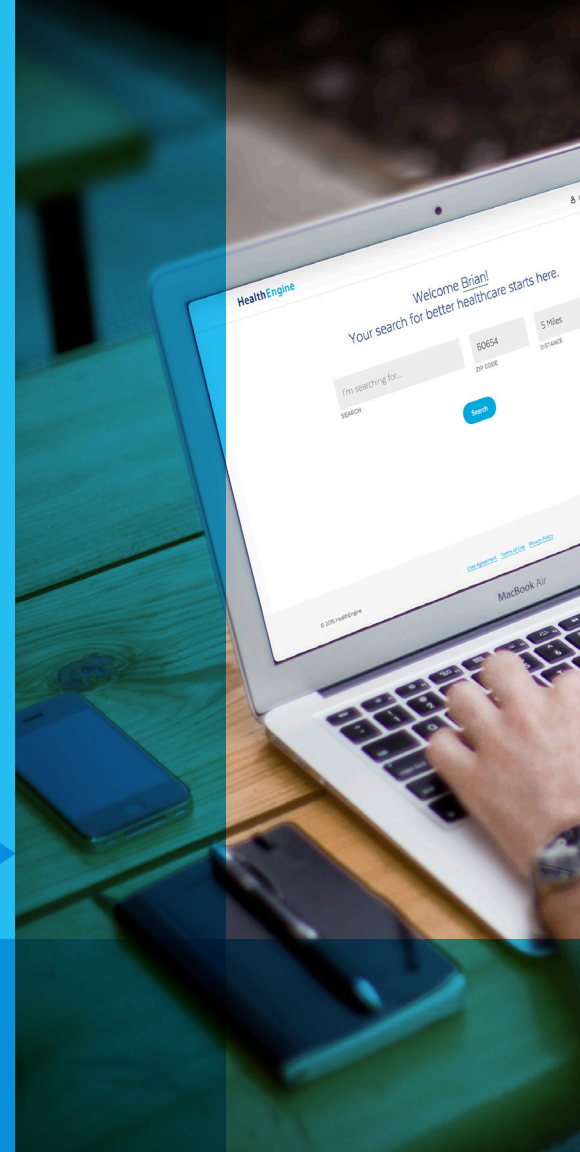 HealthEngine
Welcome Brian!
Your search for better healthcare starts here.
I'm searching for...
60654
5 Miles
SEARCH
ZIP CODE
DISTANCE
Search
User Agreement Terms of Use Privacy Policy
© 2015 HealthEngine
MacBook Air